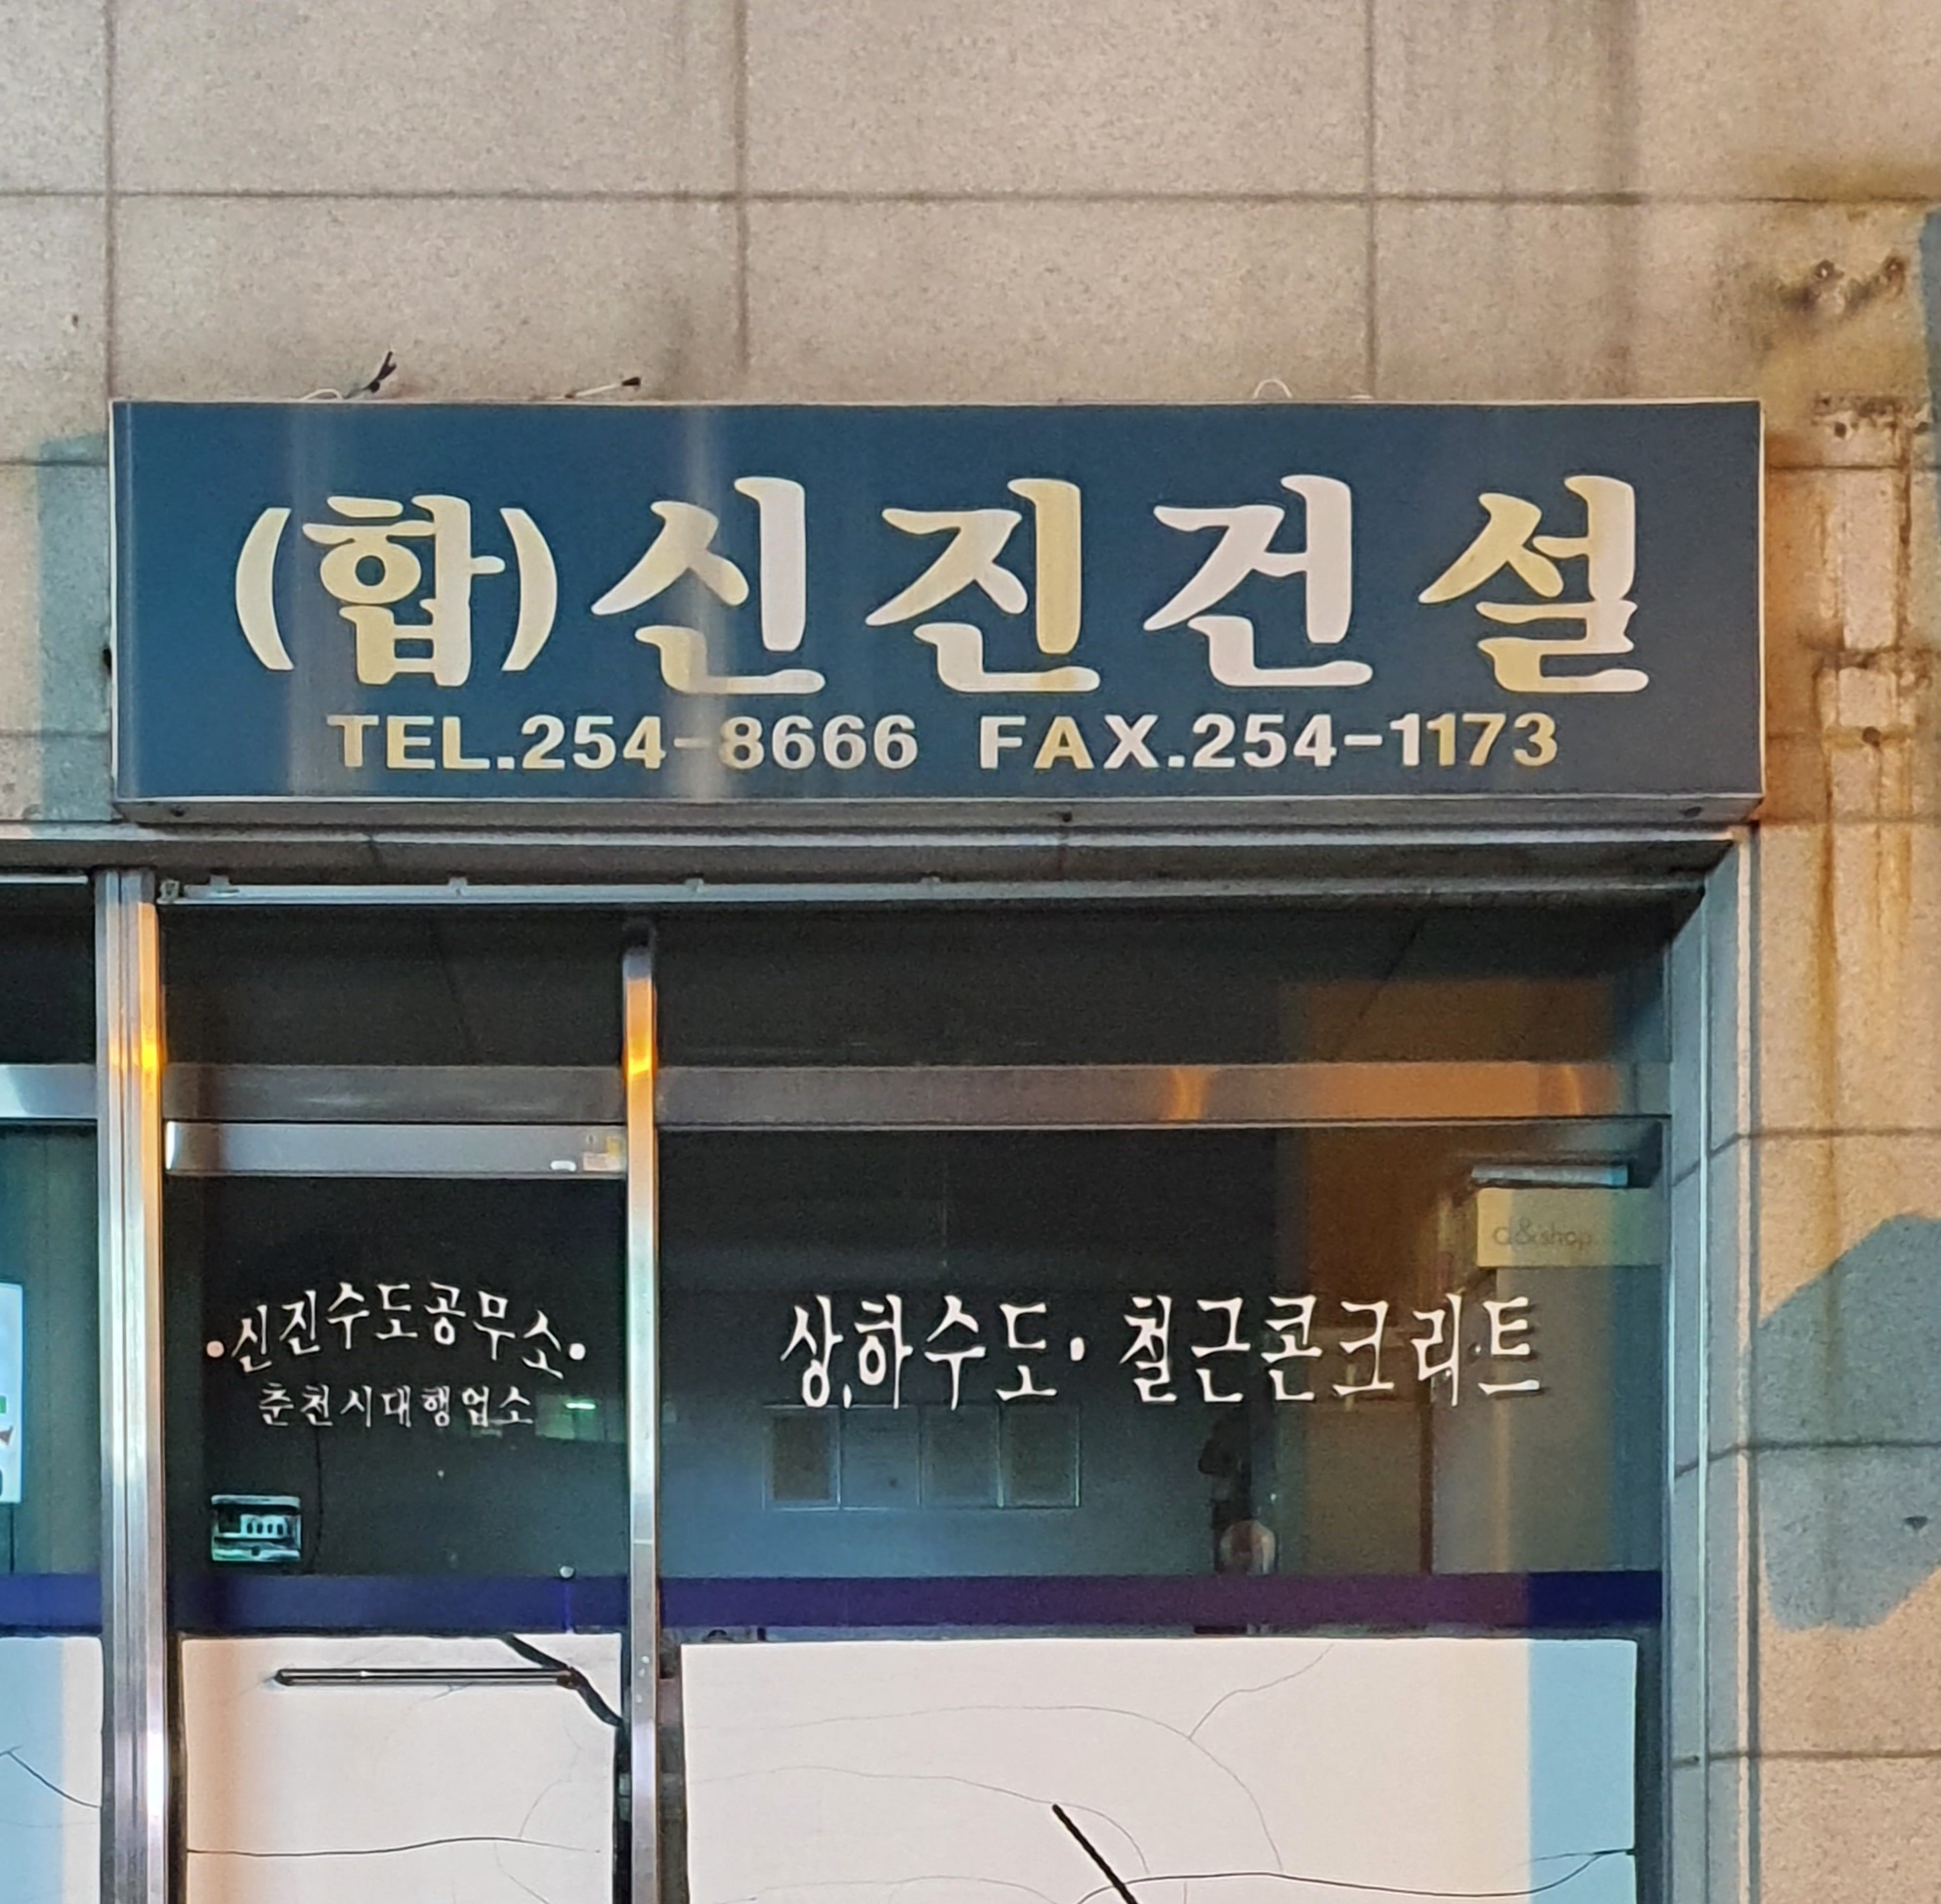 (합)신진건설
TEL.254-8666 FAX.254-1173
•신진수도공무소•
춘천시대행업소
상,하수도·철근콘크리트
a&shop